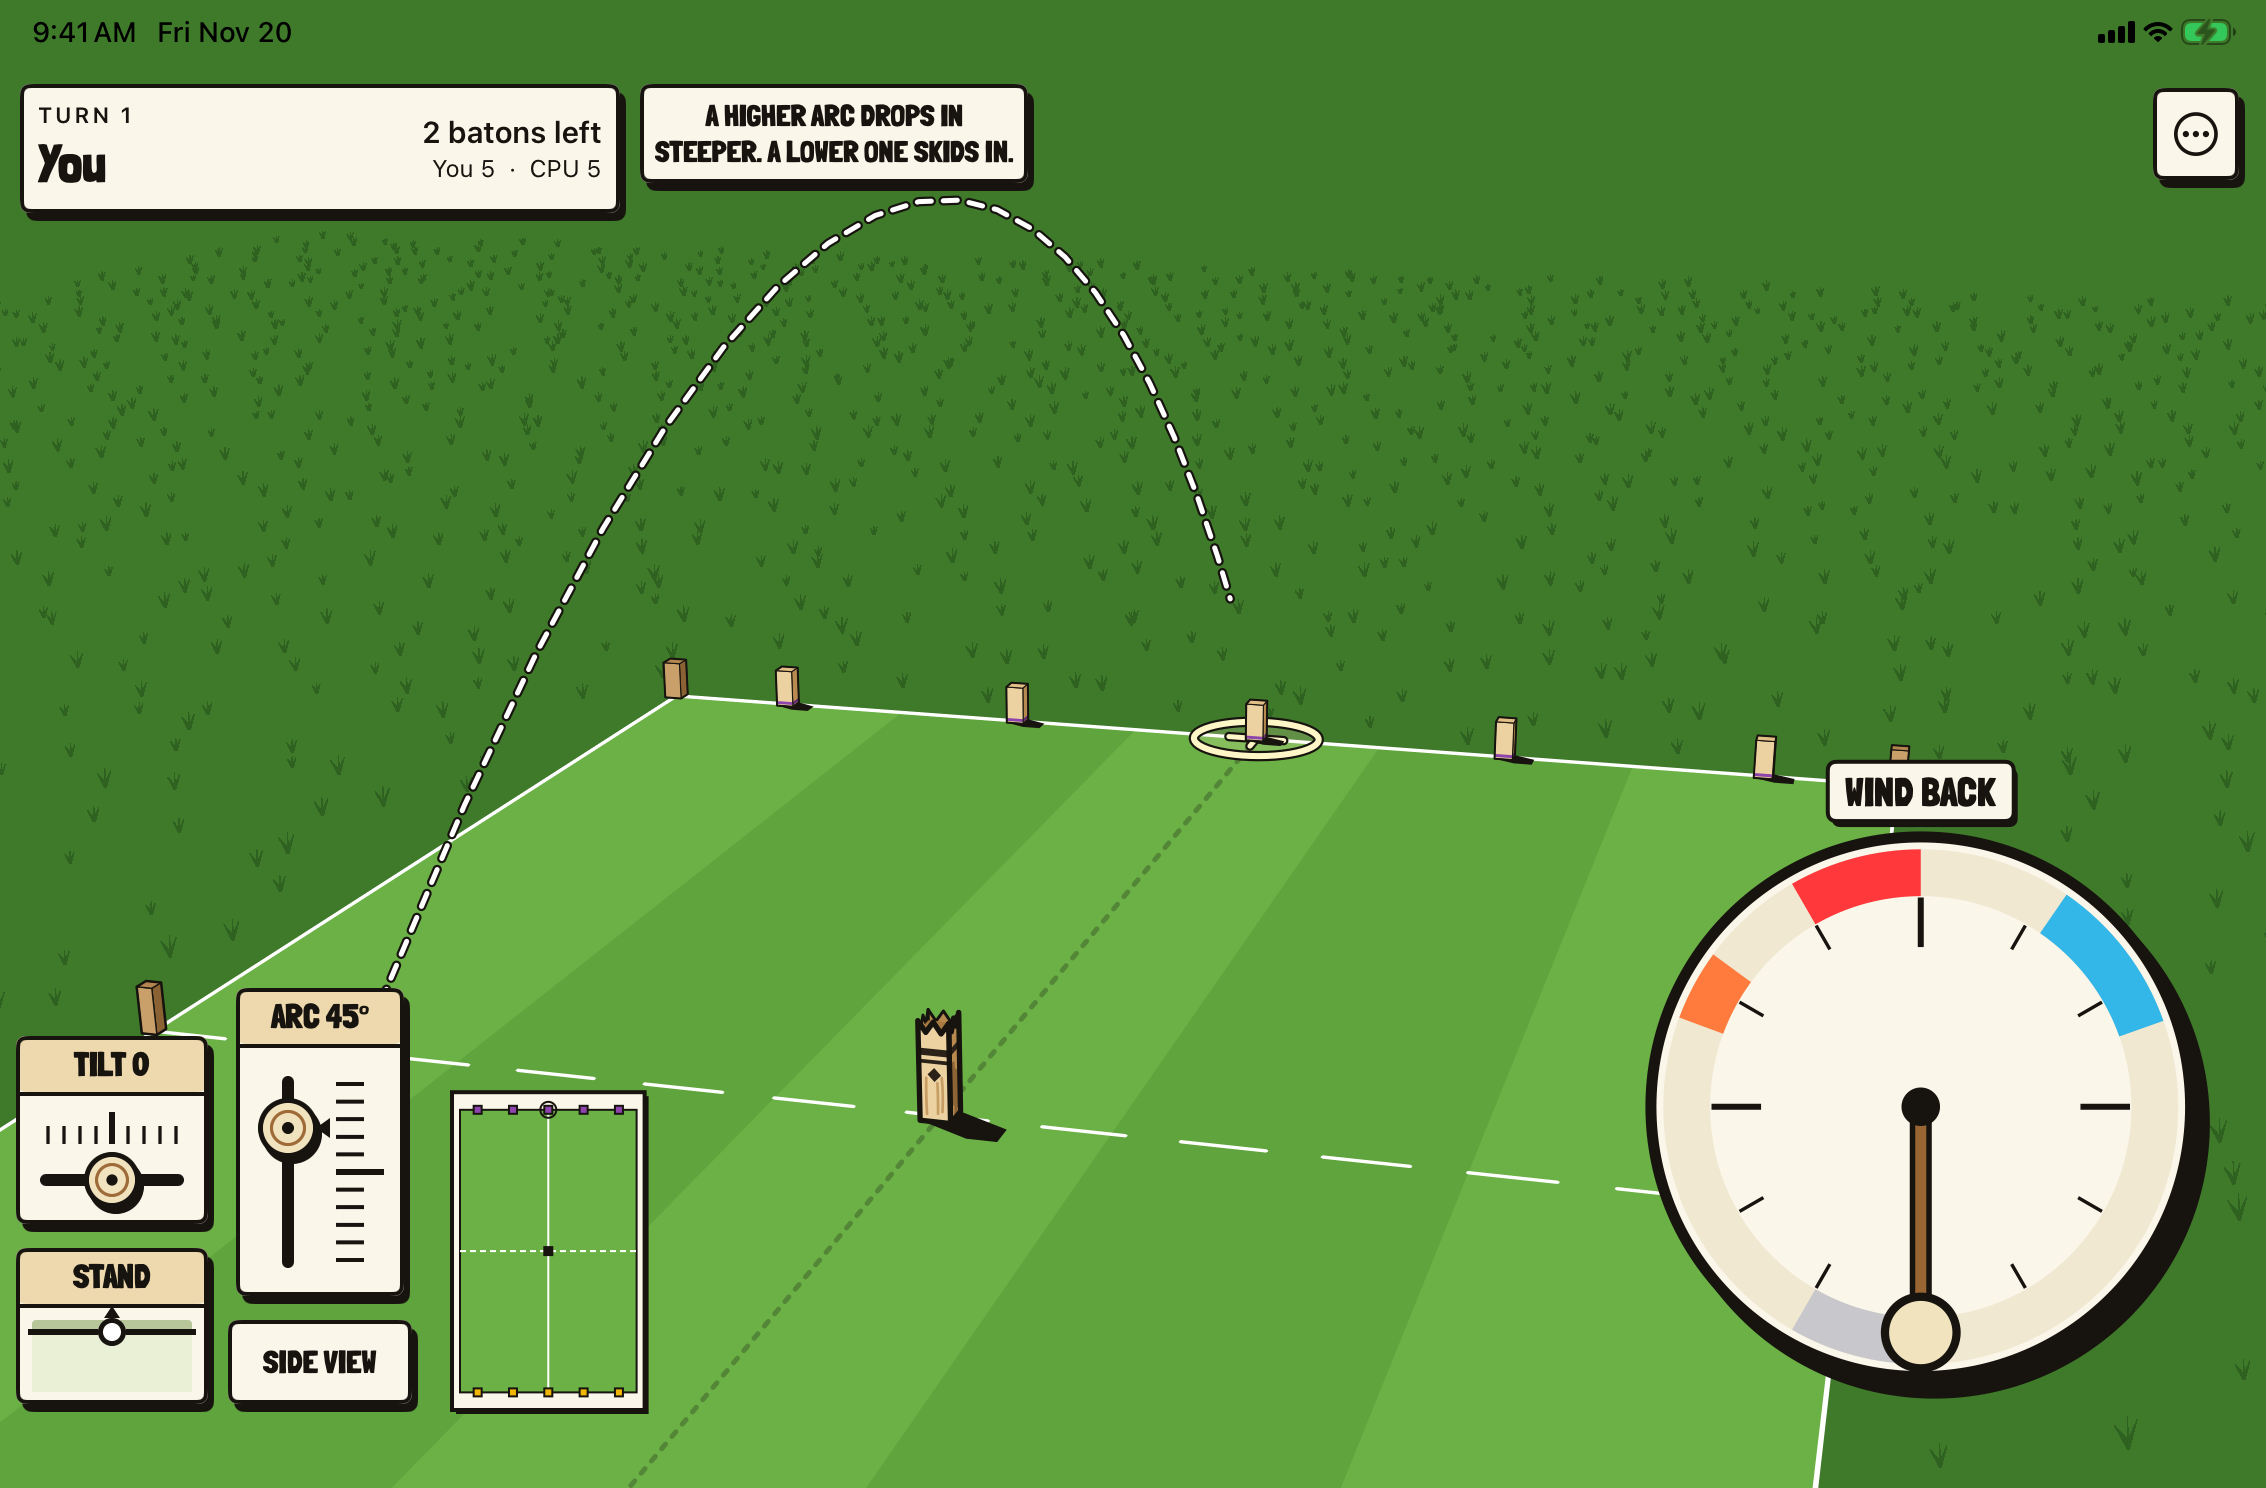 9:41 AM Fri Nov 20
TURN 1
You
2 batons left
You 5 · CPU 5
A HIGHER ARC DROPS IN
STEEPER. A LOWER ONE SKIDS IN.
WIND BACK
ARC 45°
TILT 0
STAND
SIDE VIEW